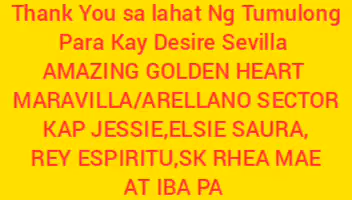 Thank You sa lahat Ng Tumulong
Para Kay Desire Sevilla
AMAZING GOLDEN HEART
MARAVILLA/ARELLANO SECTOR
KAP JESSIE,ELSIE SAURA,
REY ESPIRITU,SK RHEA MAE
AT IBA PA